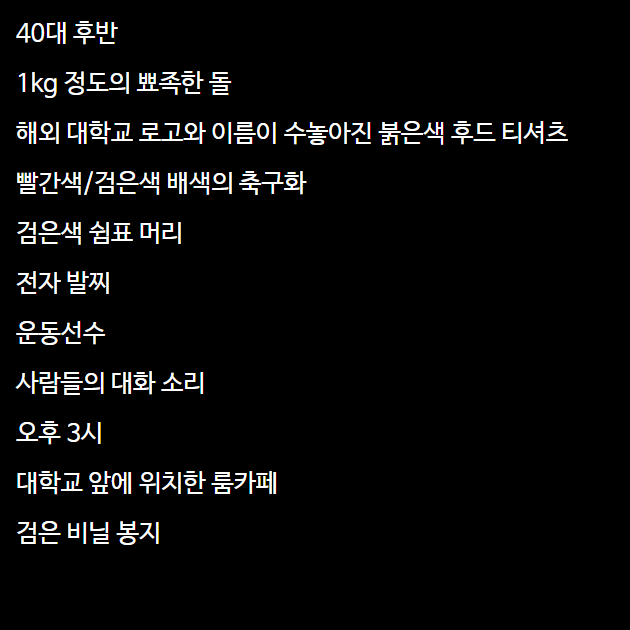 40대 후반
1kg 정도의 뾰족한 돌
해외 대학교 로고와 이름이 수놓아진 붉은색 후드 티셔츠
빨간색/검은색 배색의 축구화
검은색 쉼표 머리
전자 발찌
운동선수
사람들의 대화 소리
오후 3시
대학교 앞에 위치한 룸카페
검은 비닐 봉지